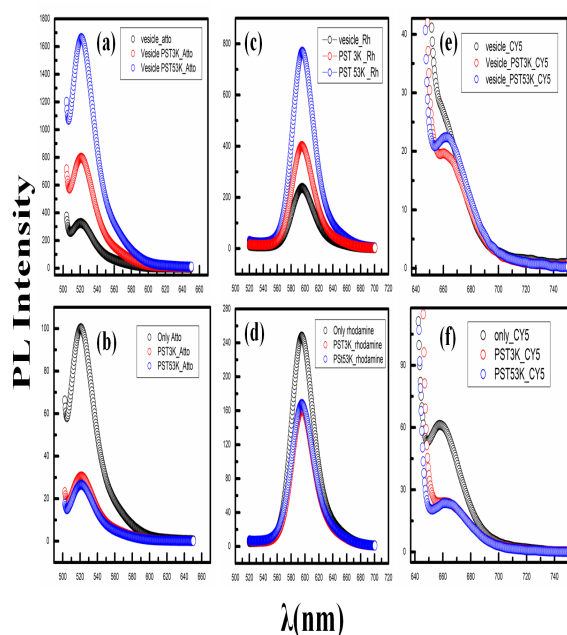 (a)
vesicle_atto
Vesicle PST3K_Atto
Vesicle PST53K_Atto
1800
1600
1400
1200
1000
800
600
400
200
0
500 520 540 560 580 600 620 640 660
(c)
vesicle_Rh
PST 3K _Rh
PST 53K _Rh
800
600
400
200
0
520 540 560 580 600 620 640 660 680 700
(e)
vesicle_CY5
Vesicle_PST3K_CY5
vesicle_PST53K_CY5
40
30
20
10
0
640 660 680 700 720 740
PL Intensity
(b)
Only Atto
PST3K_Atto
PST53K_Atto
100
80
60
40
20
0
500 520 540 560 580 600 620 640 660
(d)
Only rhodamine
PST3K_rhodamine
PSt53K_rhodamine
280
240
200
160
120
80
40
0
520 540 560 580 600 620 640 660 680 700 720
(f)
only_CY5
PST3K_CY5
PST53K_CY5
90
60
30
0
640 660 680 700 720 740
λ(nm)